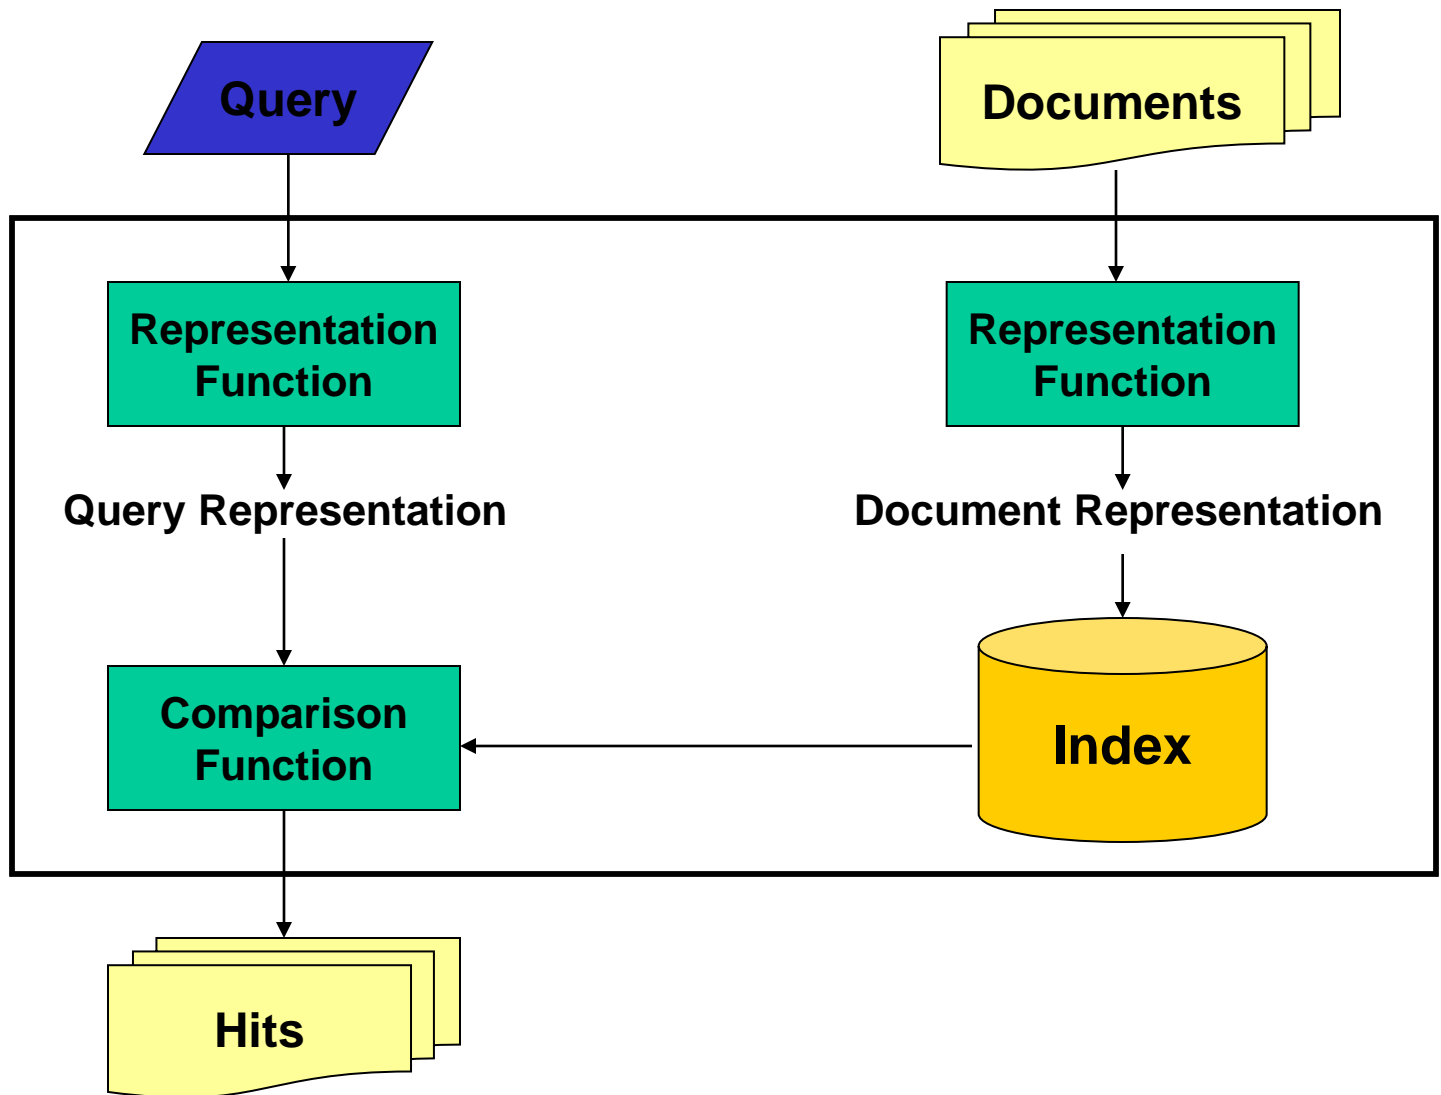 Query
Documents
Representation
Function
Representation
Function
Query Representation
Document Representation
Comparison
Function
Index
Hits